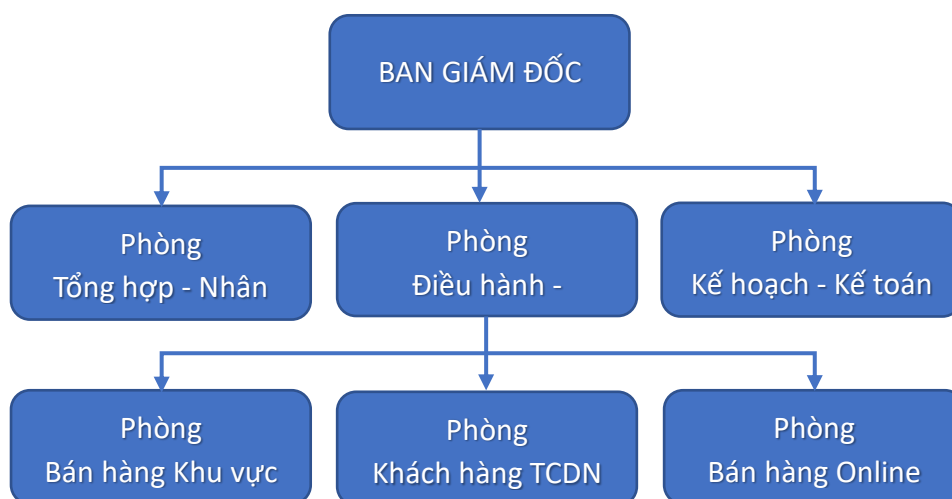 BAN GIÁM ĐỐC
Phòng
Tổng hợp - Nhân
Phòng
Điều hành -
Phòng
Kế hoạch - Kế toán
Phòng
Bán hàng Khu vực
Phòng
Khách hàng TCDN
Phòng
Bán hàng Online